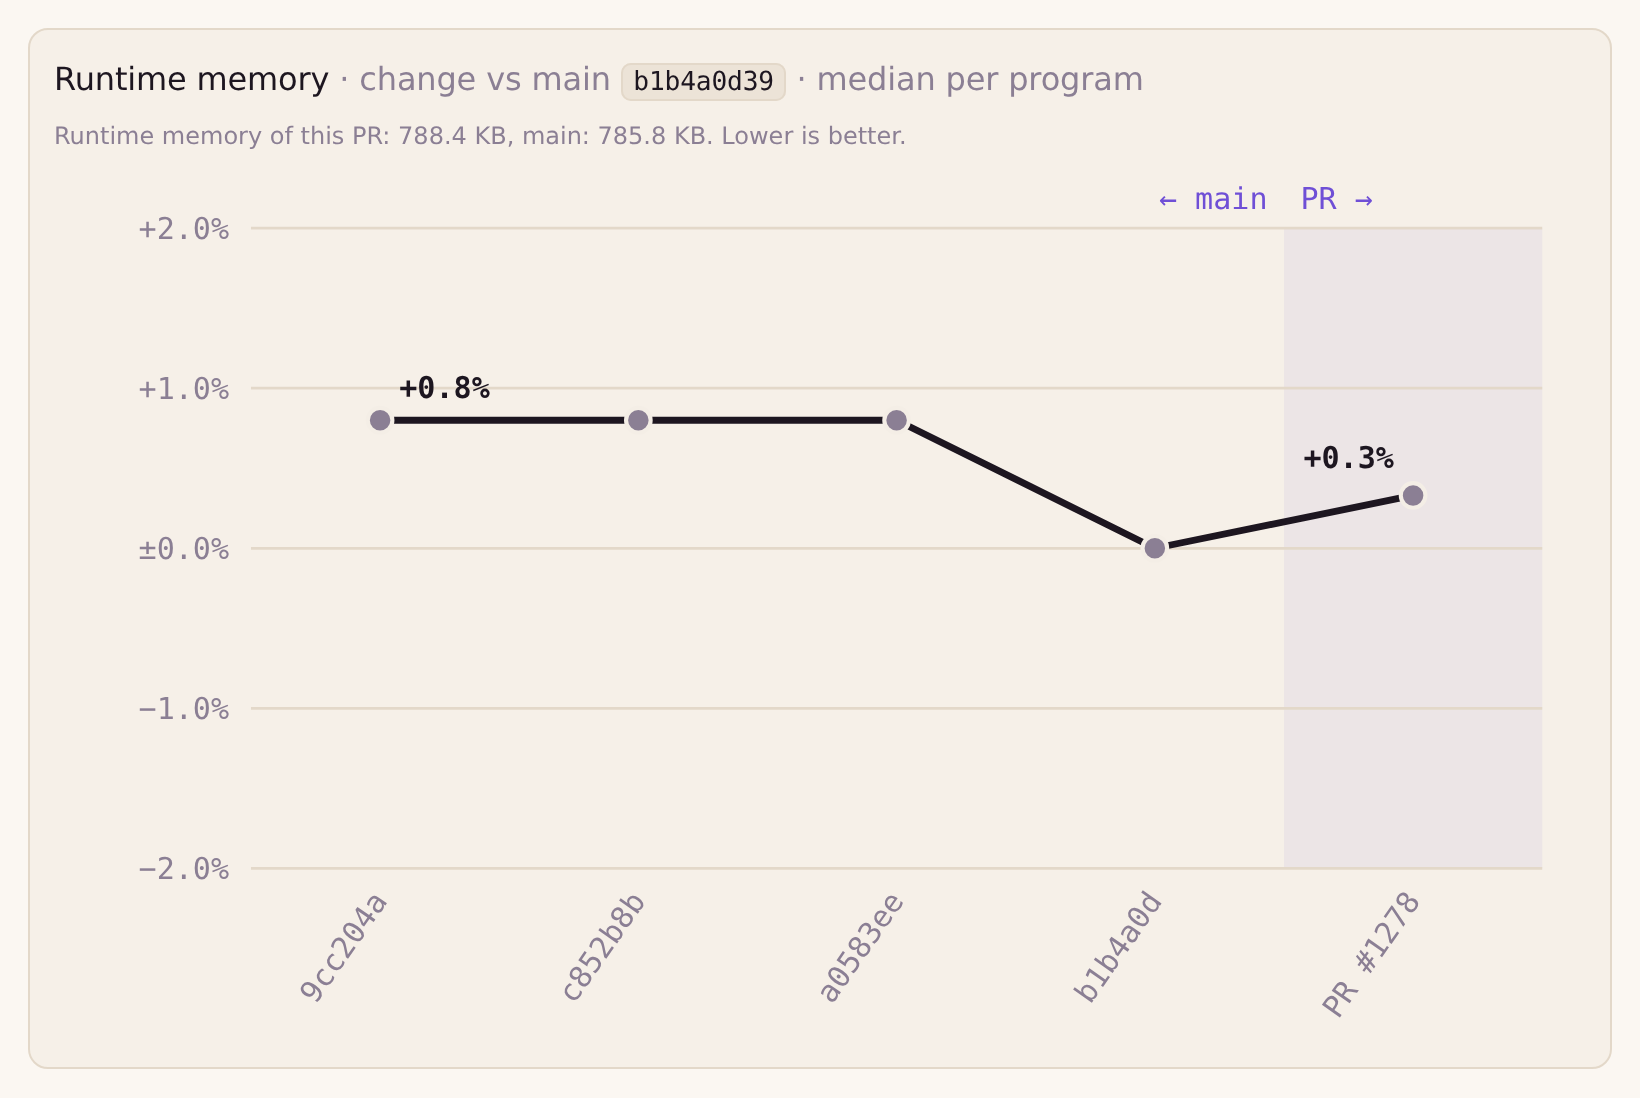 Runtime memory · change vs main b1b4a0d39 · median per program
Runtime memory of this PR: 788.4 KB, main: 785.8 KB. Lower is better.
← main PR →
+2.0%
+1.0%
±0.0%
−1.0%
−2.0%
+0.8%
+0.3%
9cc204a
c852b8b
a0583ee
b1b4a0d
PR #1278